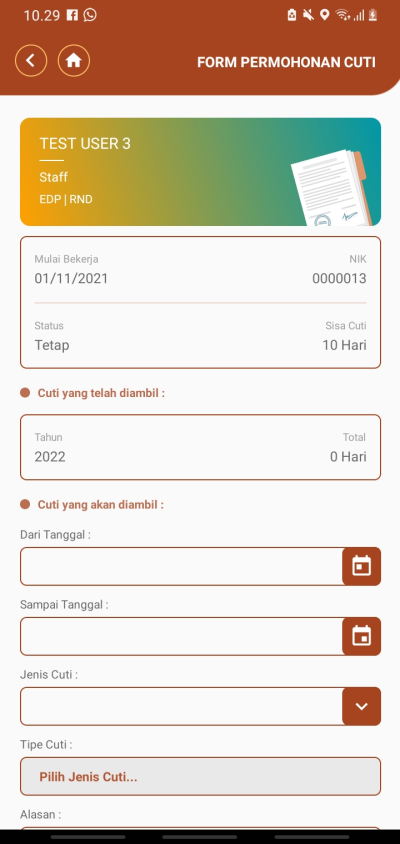 10.29
FORM PERMOHONAN CUTI
TEST USER 3
Staff
EDP | RND
Mulai Bekerja NIK
01/11/2021 0000013
Status Sisa Cuti
Tetap 10 Hari
Cuti yang telah diambil :
Tahun Total
2022 0 Hari
Cuti yang akan diambil :
Dari Tanggal :
Sampai Tanggal :
Jenis Cuti :
Tipe Cuti :
Pilih Jenis Cuti...
Alasan :